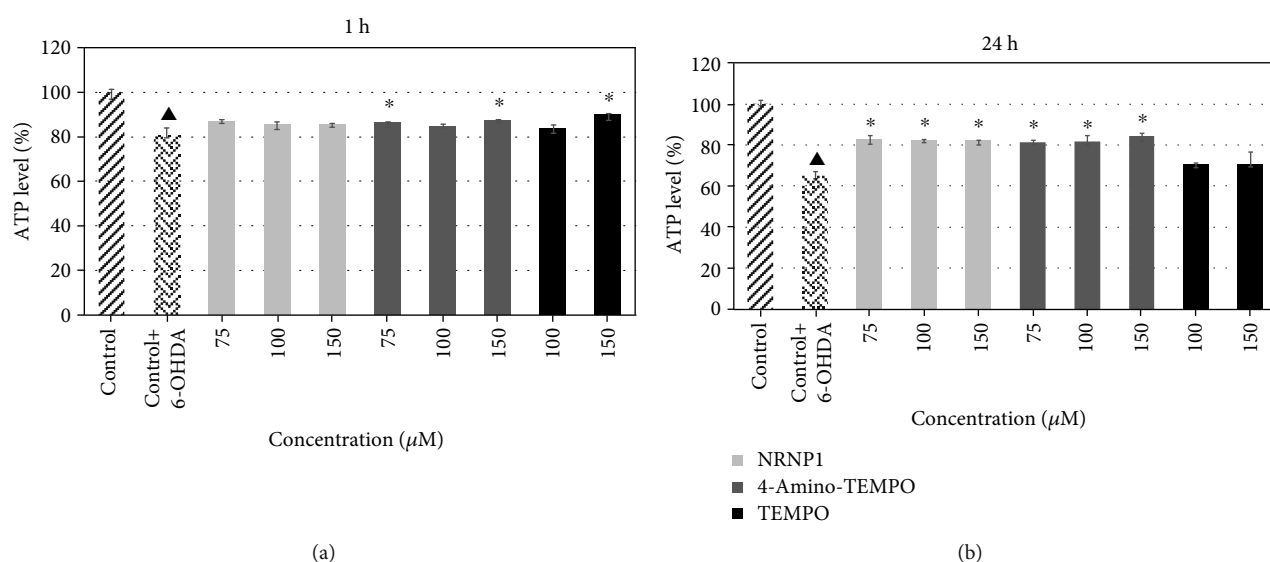 1 h
120
100
80
60
40
20
0
ATP level (%)
▲
*
*
*
Control
Control+
6-OHDA
75
100
150
75
100
150
100
150
Concentration (μM)
(a)
24 h
120
100
80
60
40
20
0
ATP level (%)
▲
*
*
*
*
*
*
Control
Control+
6-OHDA
75
100
150
75
100
150
100
150
Concentration (μM)
NRNP1
4-Amino-TEMPO
TEMPO
(b)